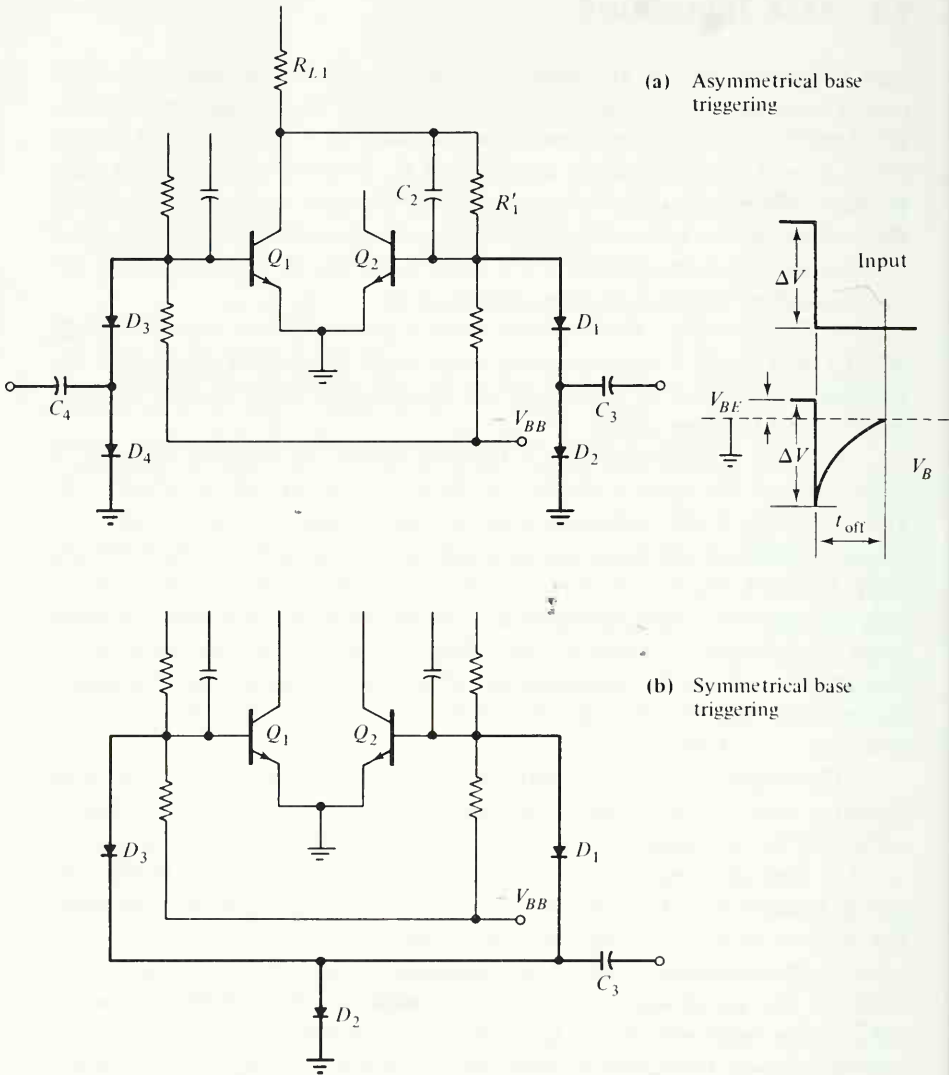 R_L1
(a) Asymmetrical base
triggering
C_2
R'_1
Q_1
Q_2
Input
ΔV
D_3
D_1
C_4
C_3
V_BE
V_BB
D_4
D_2
ΔV
V_B
t_off
(b) Symmetrical base
triggering
Q_1
Q_2
D_3
D_1
V_BB
C_3
D_2